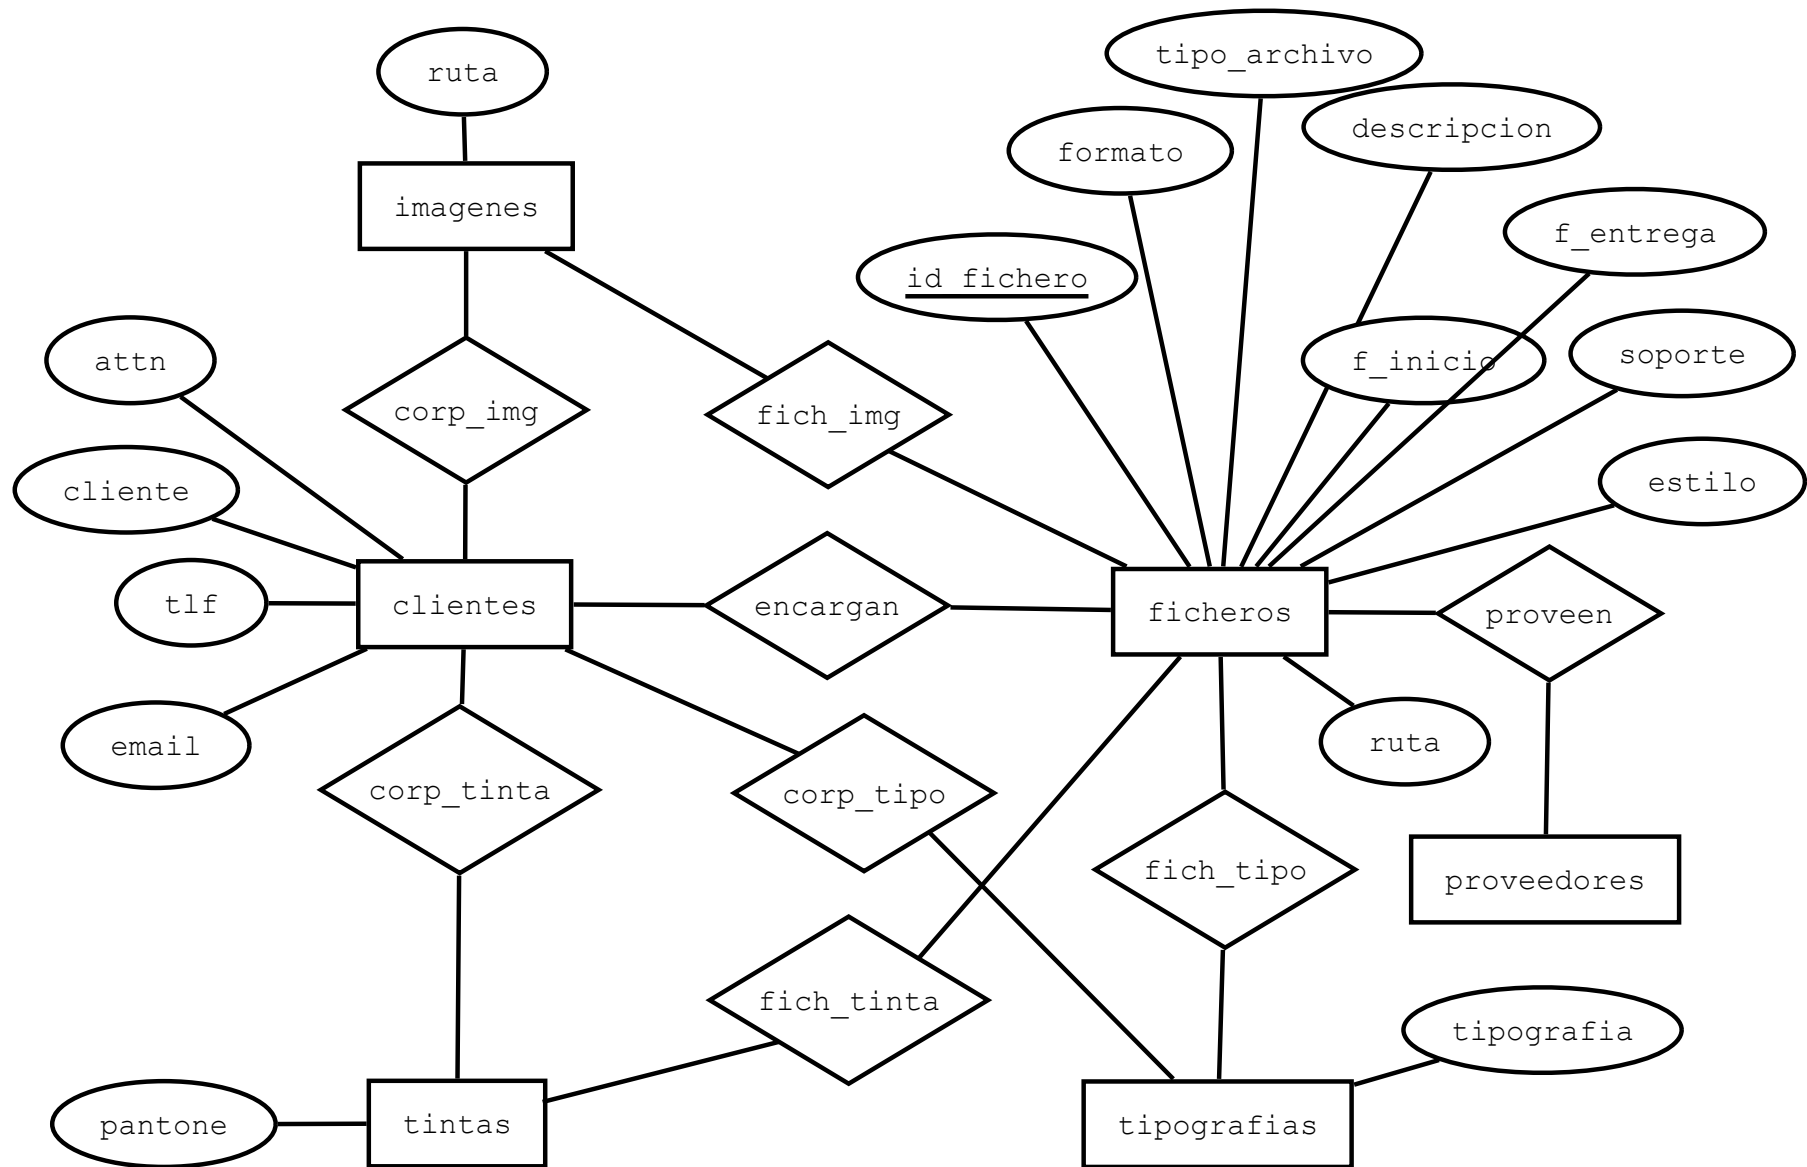 tipo_archivo
ruta
descripcion
formato
imagenes
f_entrega
id_fichero
attn
f_inicio
soporte
corp_img
fich_img
cliente
estilo
tlf
clientes
encargan
ficheros
proveen
email
ruta
corp_tinta
corp_tipo
fich_tipo
proveedores
fich_tinta
tipografia
pantone
tintas
tipografias